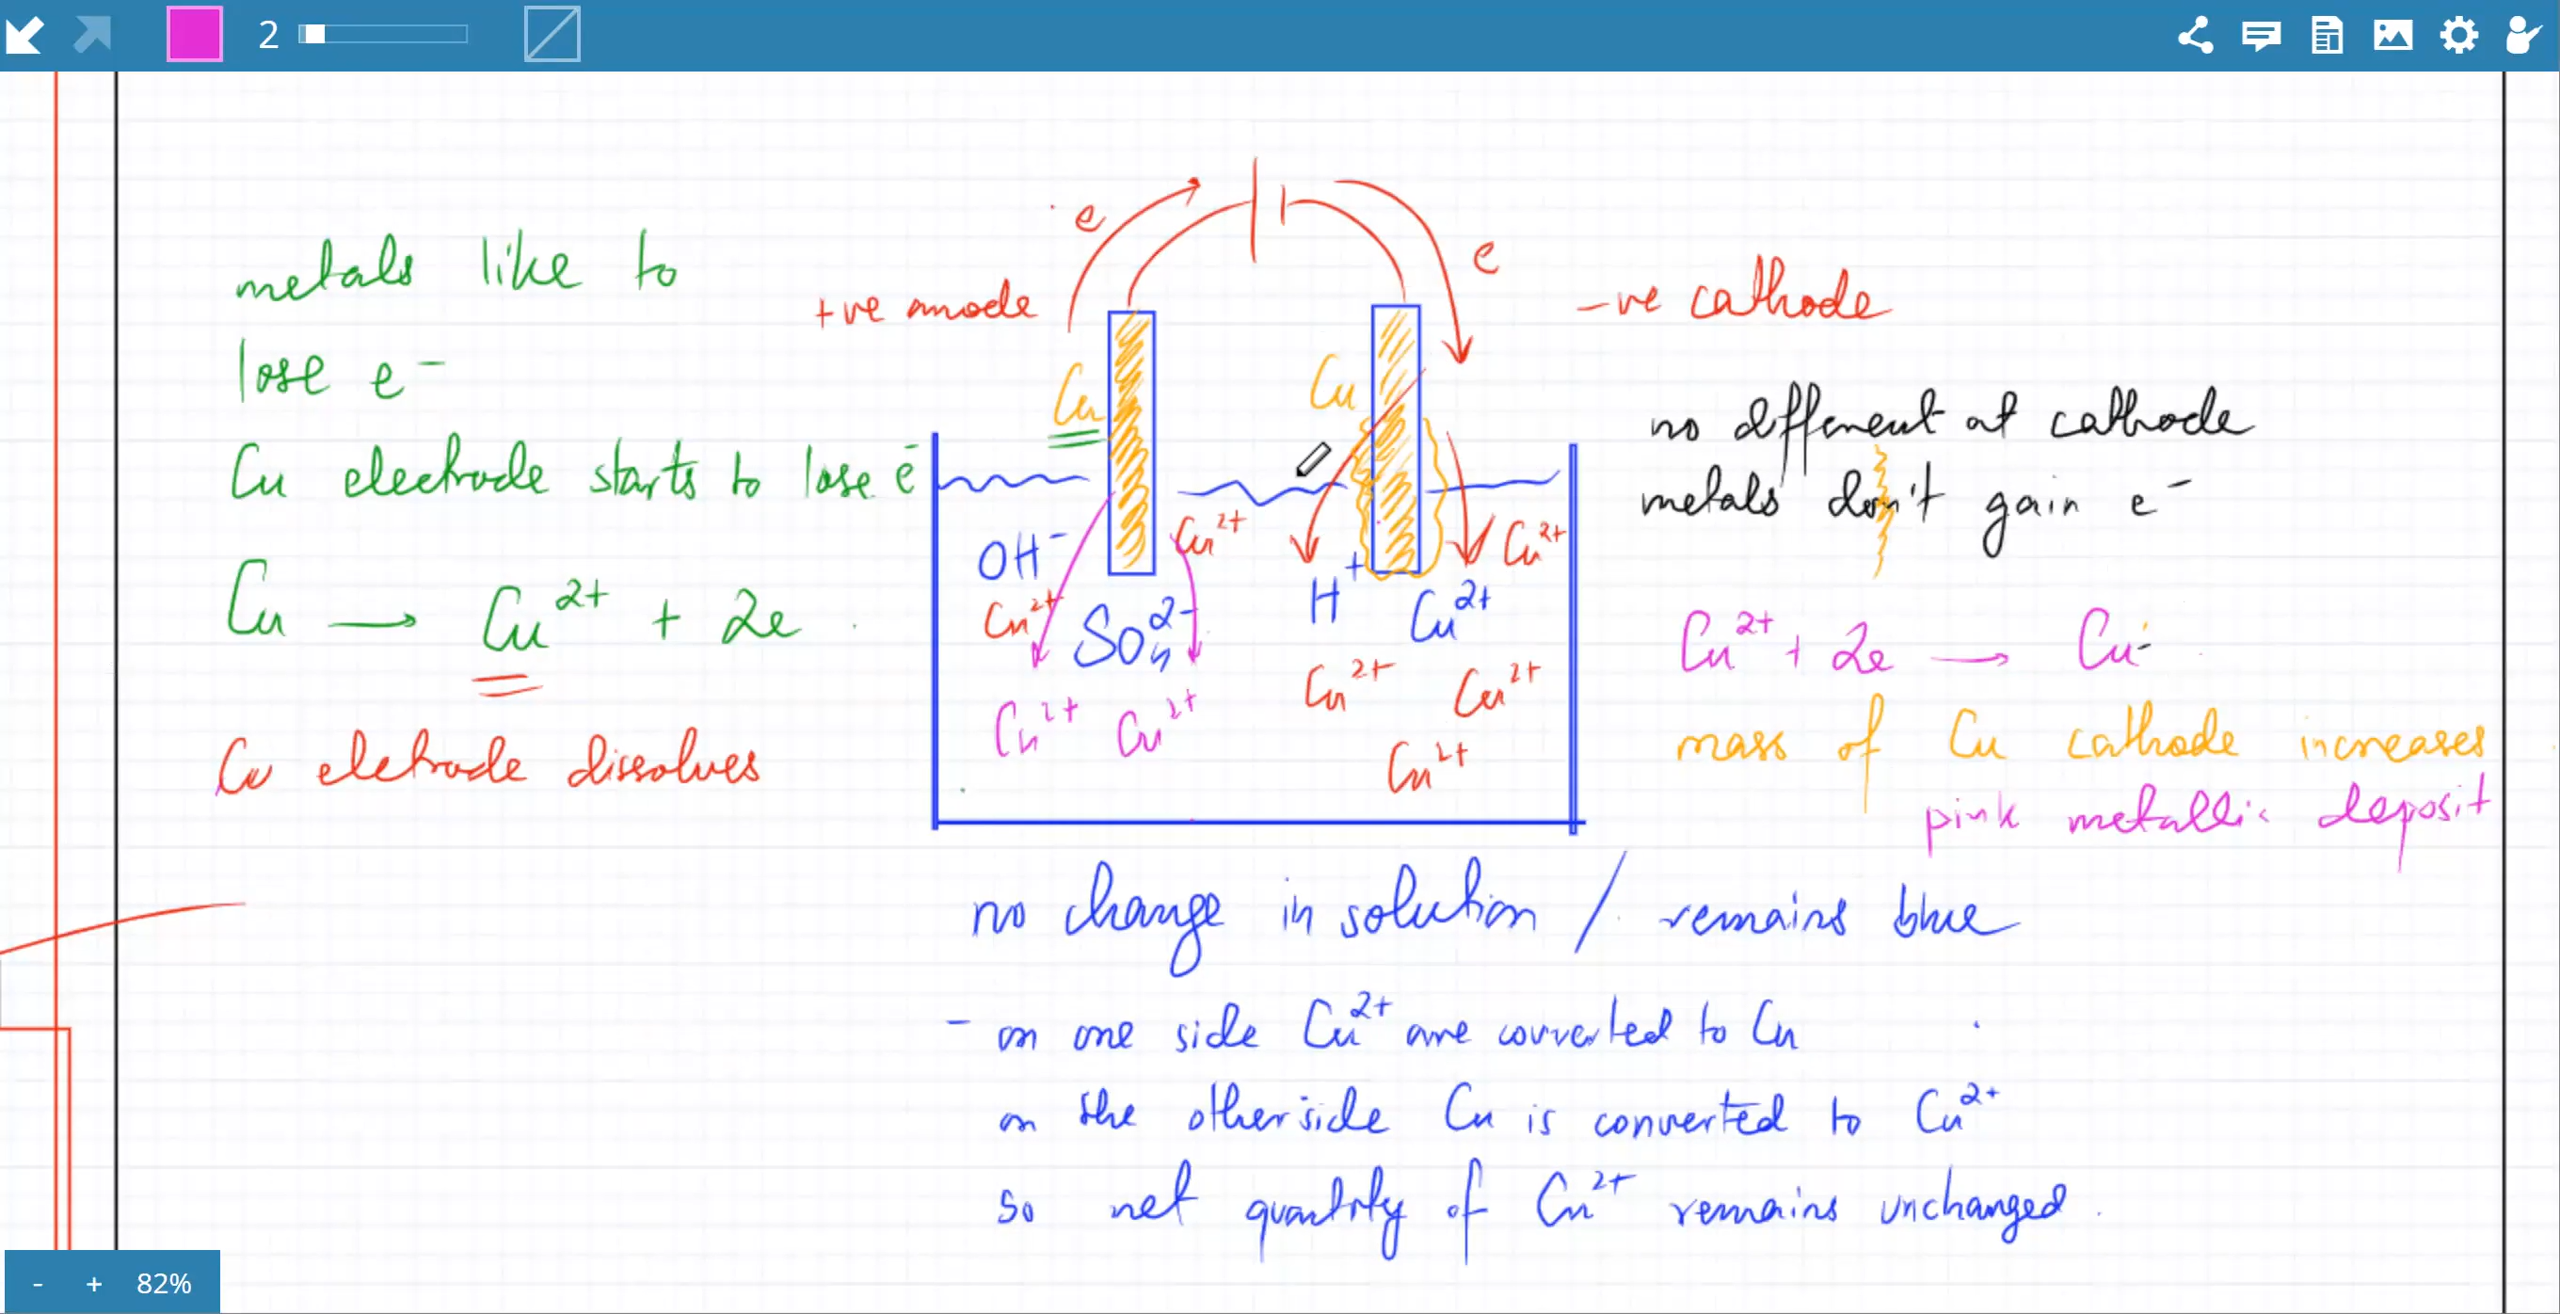 2
metals like to
lose e⁻
Cu electrode starts to lose e⁻
Cu → Cu²⁺ + 2e
Cu eletrode dissolves
e
e
+ve anode
-ve cathode
Cu
Cu
OH⁻
Cu²⁺
Cu²⁺
SO₄²⁻
Cu²⁺ Cu²⁺
H⁺
Cu²⁺
Cu²⁺
Cu²⁺ Cu²⁺
Cu²⁺
no different at cathode
metals don't gain e⁻
Cu²⁺ + 2e → Cu
mass of Cu cathode increases
pink metallic deposit
no change in solution / remains blue
- on one side Cu²⁺ are converted to Cu
on the otherside Cu is converted to Cu²⁺
so net quantity of Cu²⁺ remains unchanged
- + 82%